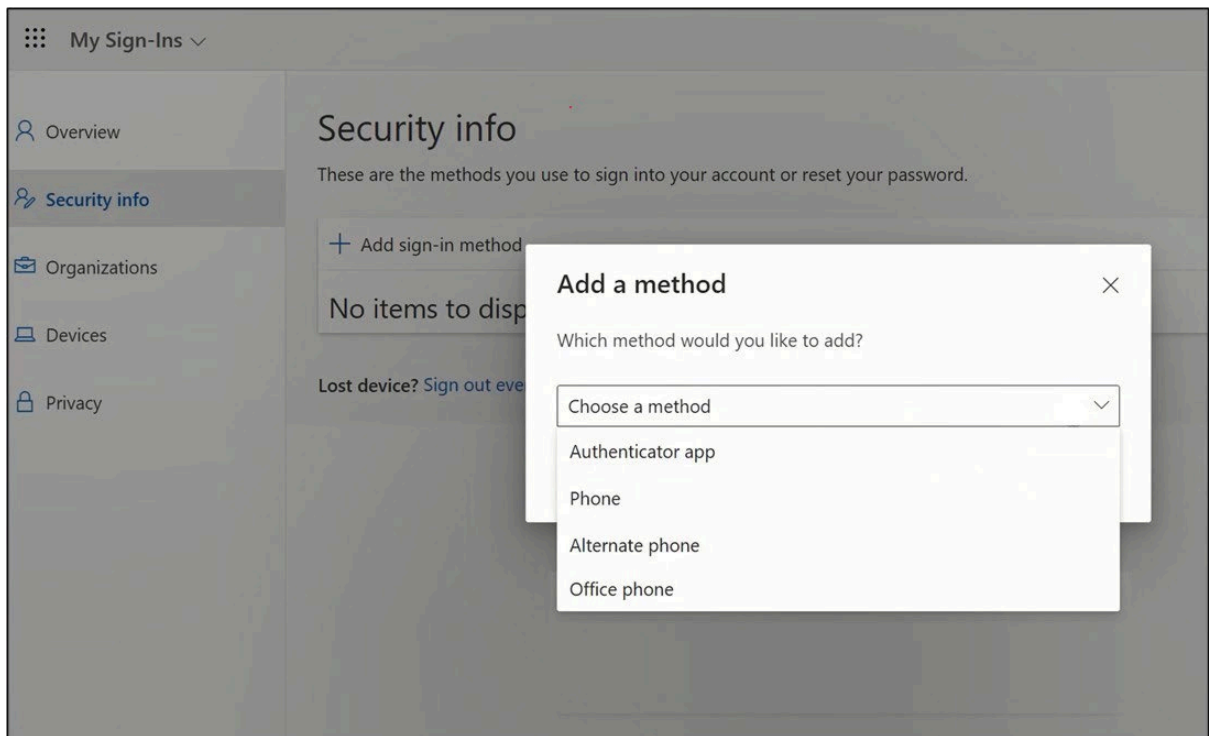 My Sign-Ins
Overview
Security info
Organizations
Devices
Privacy
Security info
These are the methods you use to sign into your account or reset your password.
Add sign-in method
No items to disp
Lost device? Sign out eve
Add a method
Which method would you like to add?
Choose a method
Authenticator app
Phone
Alternate phone
Office phone